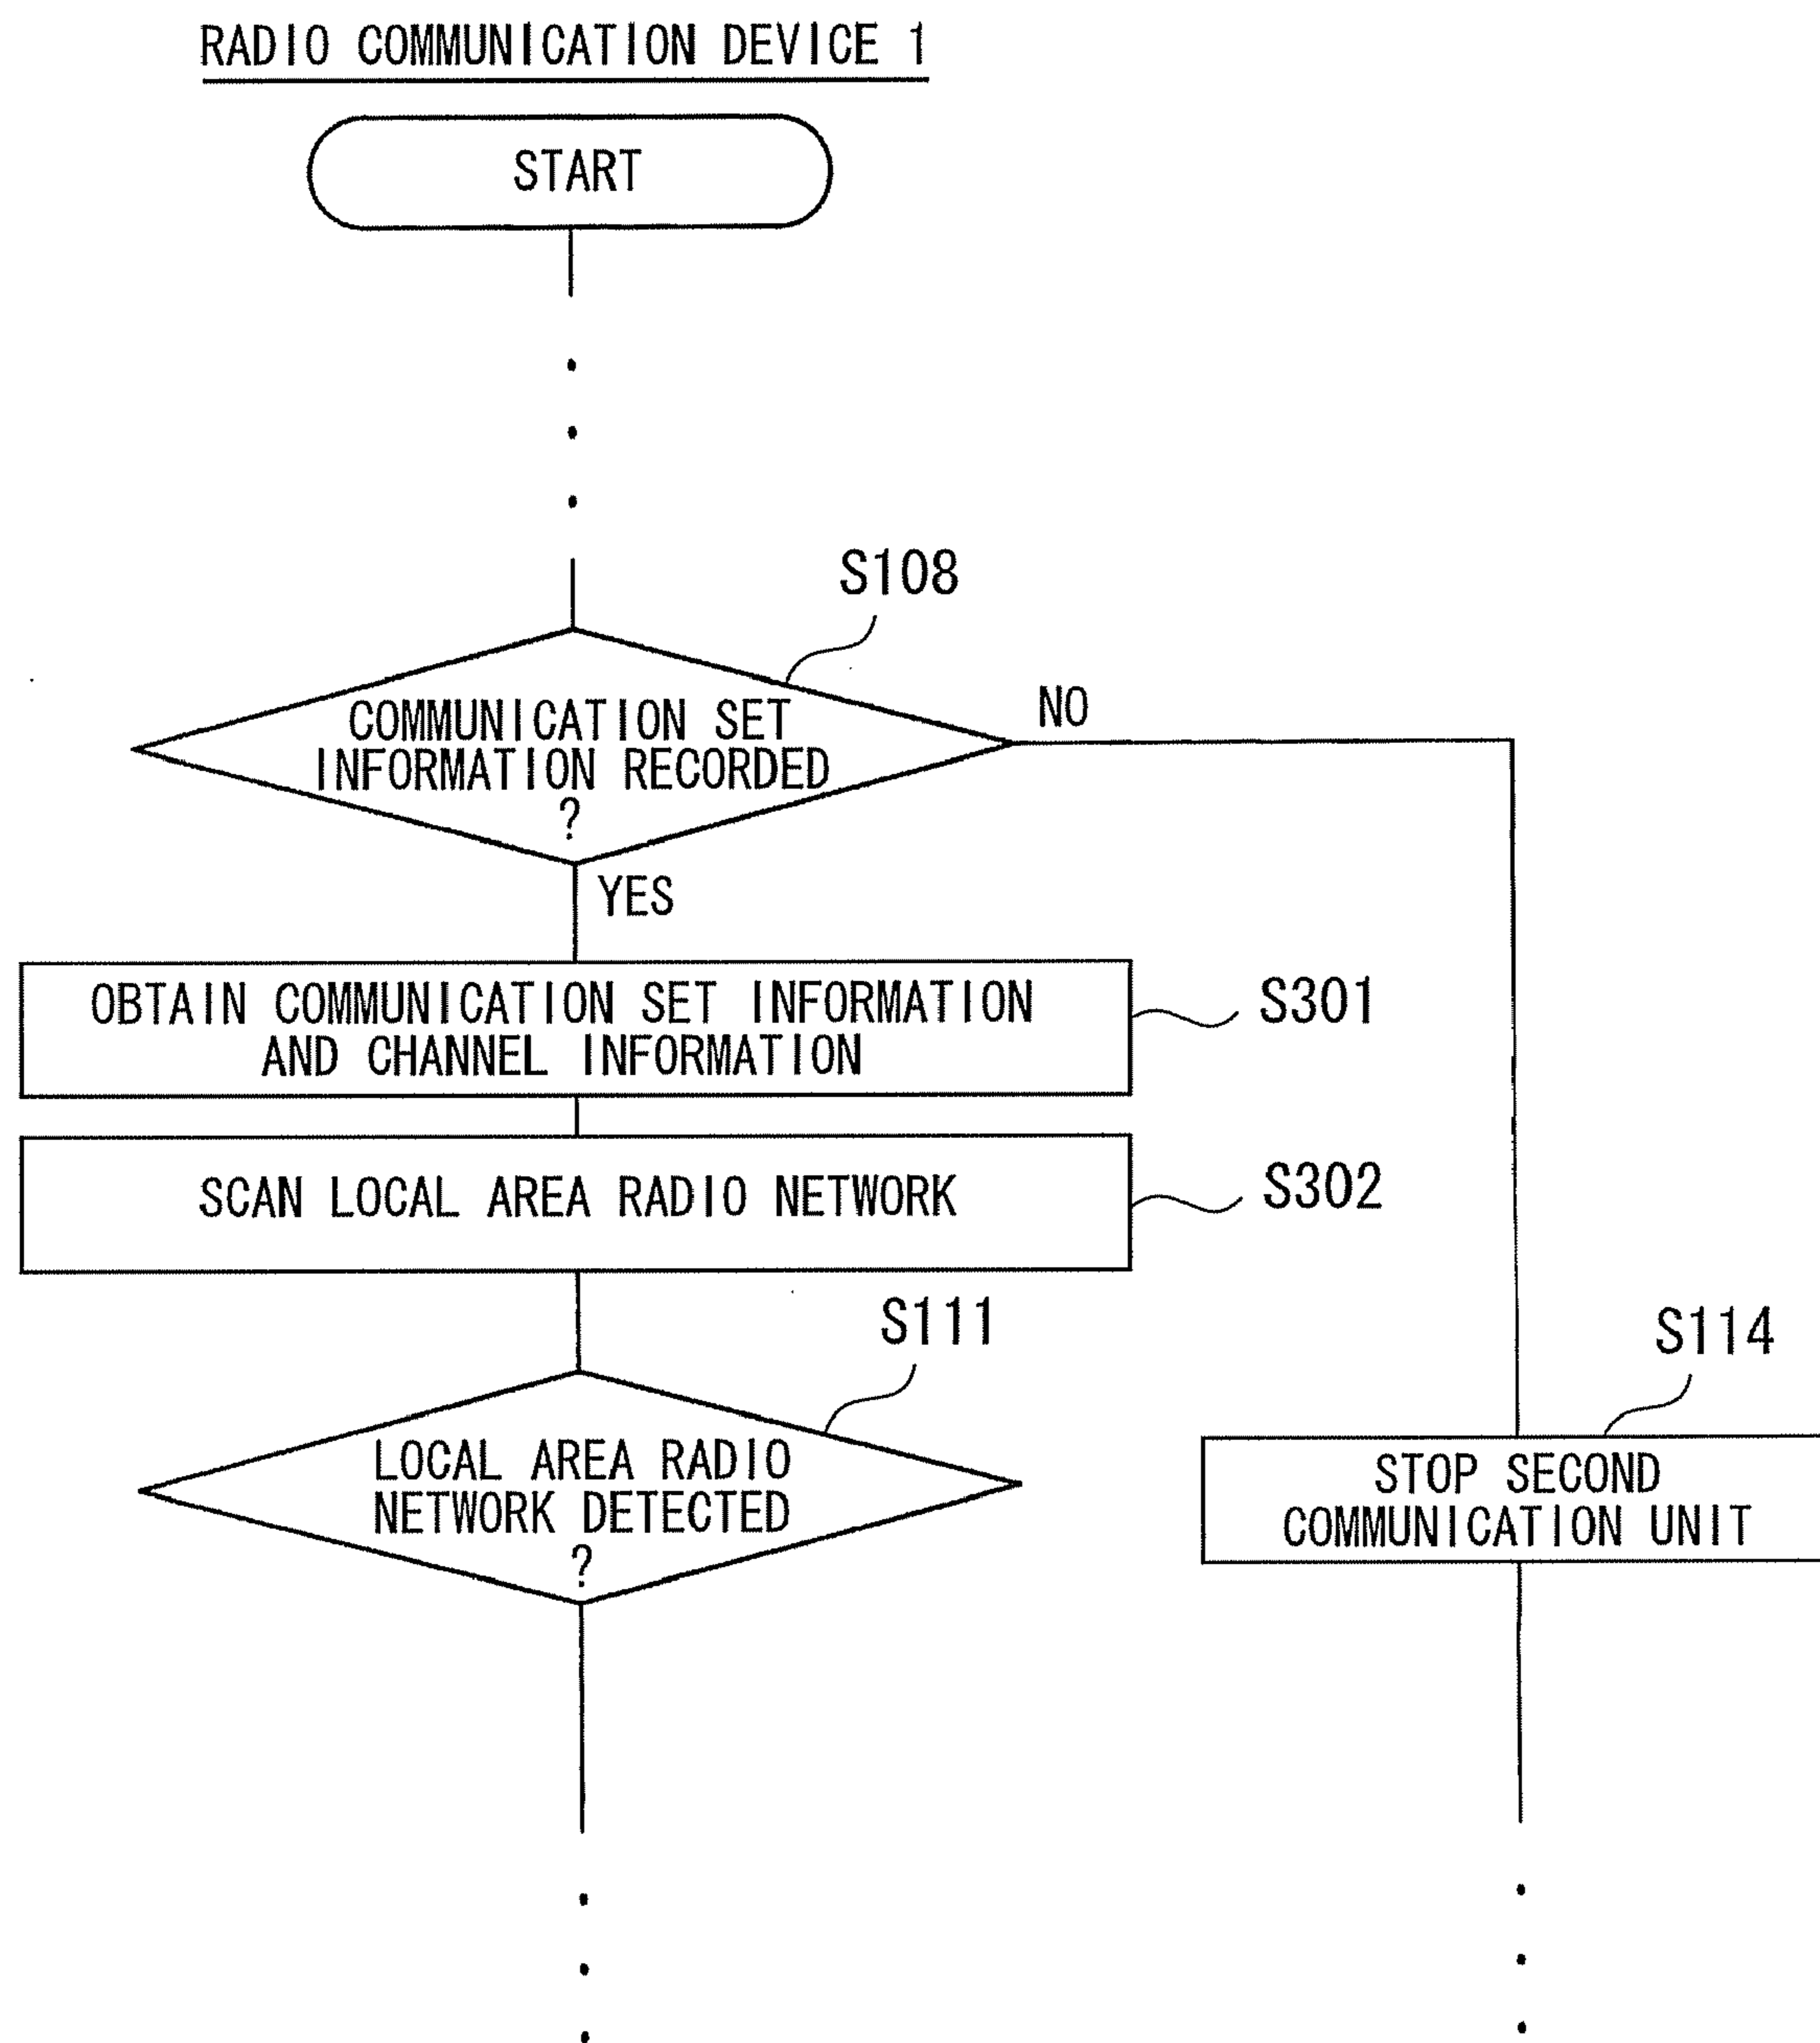 RADIO COMMUNICATION DEVICE 1
START
S108
COMMUNICATION SET
INFORMATION RECORDED
?
NO
YES
OBTAIN COMMUNICATION SET INFORMATION
AND CHANNEL INFORMATION
S301
SCAN LOCAL AREA RADIO NETWORK
S302
S111
LOCAL AREA RADIO
NETWORK DETECTED
?
S114
STOP SECOND
COMMUNICATION UNIT